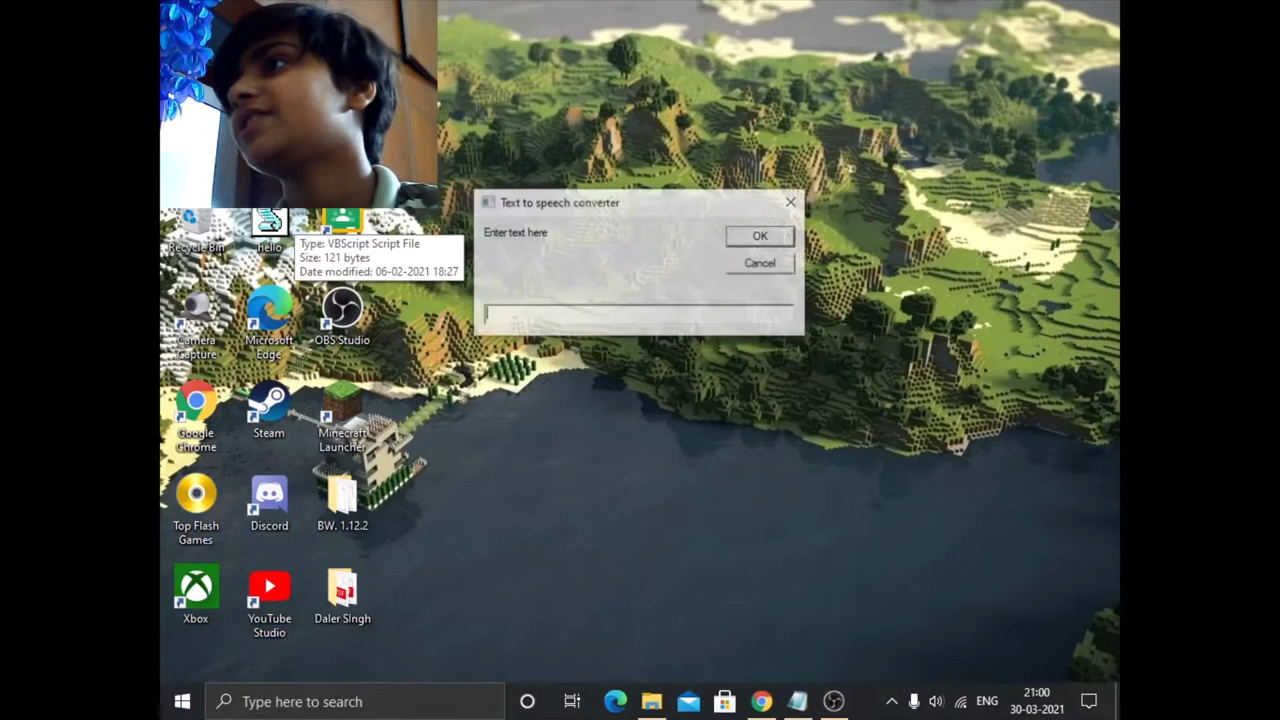 Text to speech converter
Enter text here
OK
Cancel
Recycle Bin
hello
Type: VBScript Script File
Size: 121 bytes
Date modified: 06-02-2021 18:27
Camera
Capture
Microsoft
Edge
OBS Studio
Google
Chrome
Steam
Minecraft
Launcher
Top Flash
Games
Discord
BW. 1.12.2
Xbox
YouTube
Studio
Daler Singh
Type here to search
ENG
21:00
30-03-2021